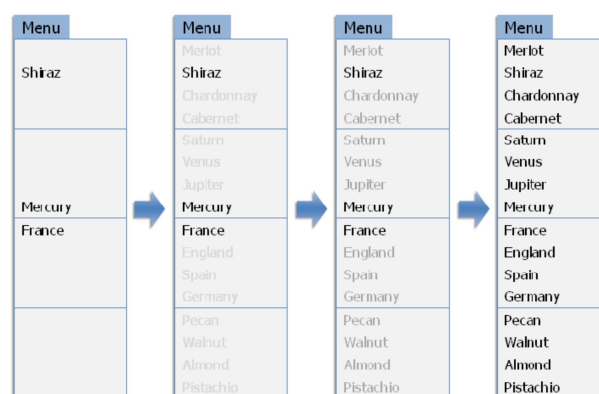 Menu
Shiraz
Mercury
France
Menu
Merlot
Shiraz
Chardonnay
Cabernet
Saturn
Venus
Jupiter
Mercury
France
England
Spain
Germany
Pecan
Walnut
Almond
Pistachio
Menu
Merlot
Shiraz
Chardonnay
Cabernet
Saturn
Venus
Jupiter
Mercury
France
England
Spain
Germany
Pecan
Walnut
Almond
Pistachio
Menu
Merlot
Shiraz
Chardonnay
Cabernet
Saturn
Venus
Jupiter
Mercury
France
England
Spain
Germany
Pecan
Walnut
Almond
Pistachio